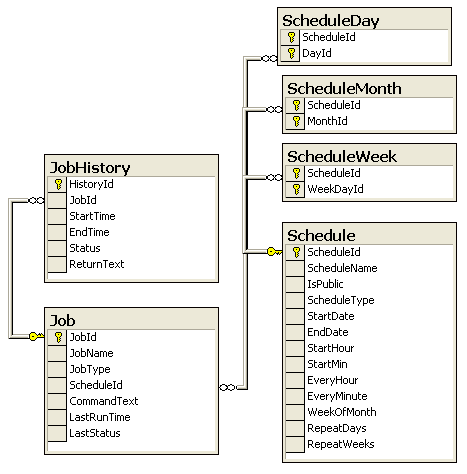 ScheduleDay
ScheduleId
DayId
ScheduleMonth
ScheduleId
MonthId
ScheduleWeek
ScheduleId
WeekDayId
JobHistory
HistoryId
JobId
StartTime
EndTime
Status
ReturnText
Schedule
ScheduleId
ScheduleName
IsPublic
ScheduleType
StartDate
EndDate
StartHour
StartMin
EveryHour
EveryMinute
WeekOfMonth
RepeatDays
RepeatWeeks
Job
JobId
JobName
JobType
ScheduleId
CommandText
LastRunTime
LastStatus